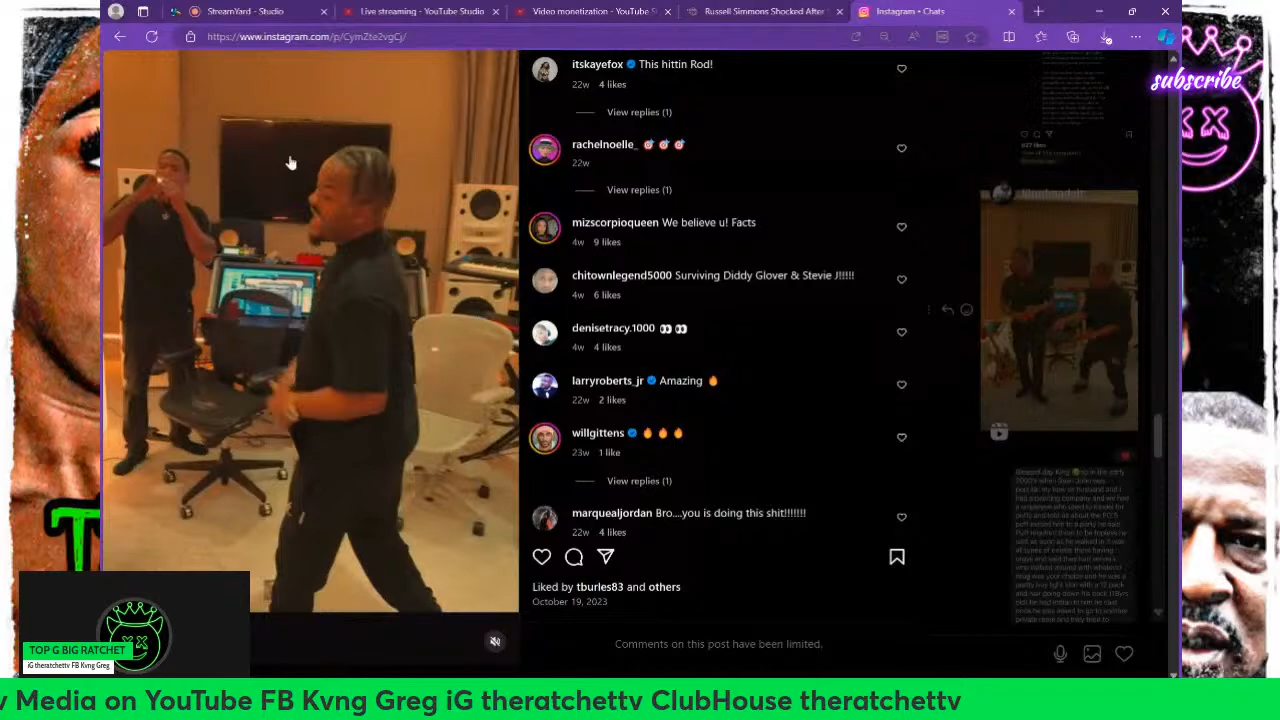 StreamYard - Studio
Live streaming - YouTube Studio
Video monetization - YouTube S
Russell Simmons Shocked After
Instagram • Chats
https://www.instagram.com/p/CymZte2vgCj/
subscribe
itskayefox This hittin Rod!
22w 4 likes
View replies (1)
rachelnoelle_ 🎯 🎯 🎯
22w
View replies (1)
mizscorpioqueen We believe u! Facts
4w 9 likes
chitownlegend5000 Surviving Diddy Glover & Stevie J!!!!!
4w 6 likes
denisetracy.1000 👀 👀
4w 4 likes
larryroberts_jr Amazing 🔥
22w 2 likes
willgittens 🔥 🔥 🔥
23w 1 like
View replies (1)
marquealjordan Bro....you is doing this shit!!!!!!!
22w 4 likes
Liked by tburles83 and others
October 19, 2023
Comments on this post have been limited.
TOP G BIG RATCHET
iG theratchettv FB Kvng Greg
v Media on YouTube FB Kvng Greg iG theratchettv ClubHouse theratchettv